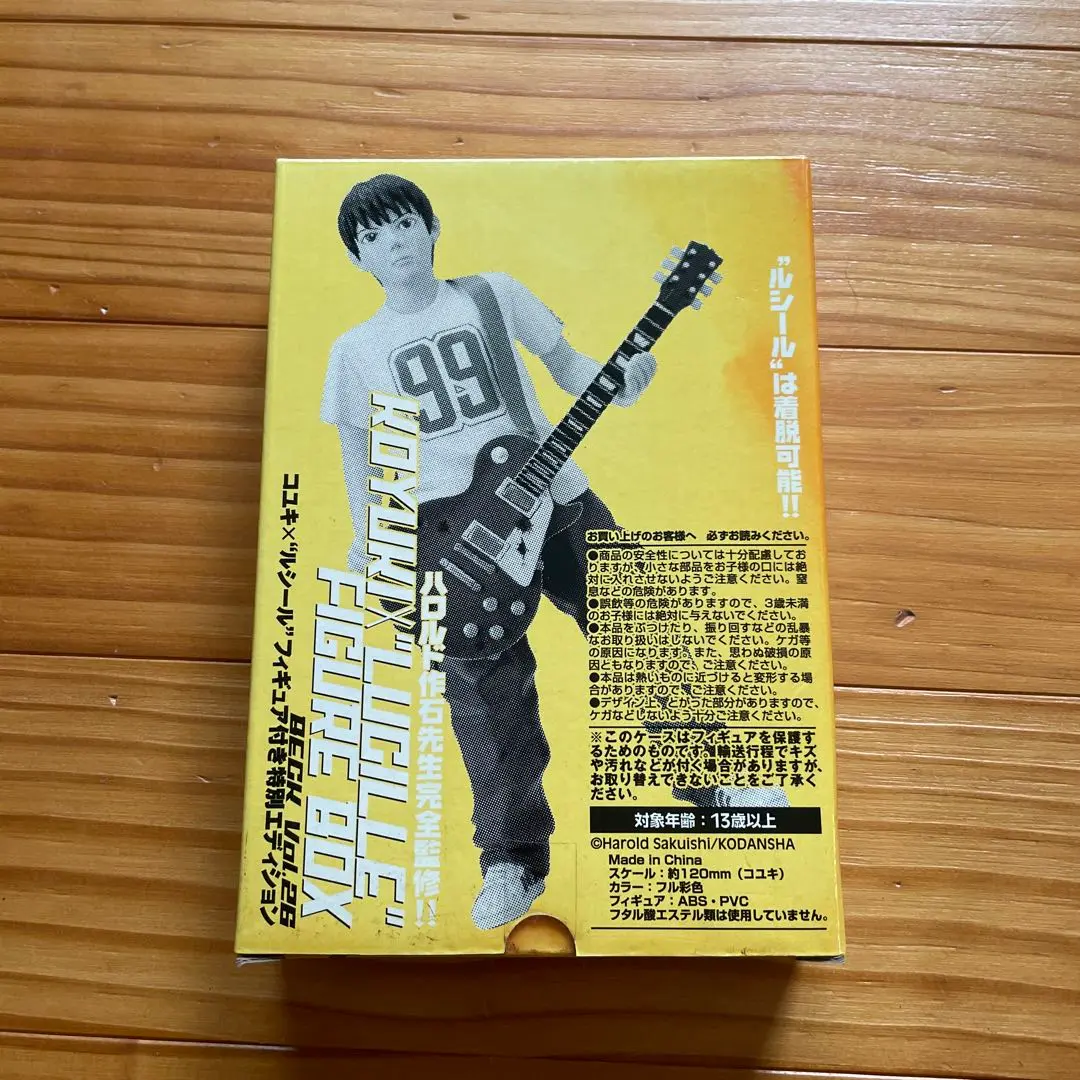 "ルシール"は着脱可能!!
99
ハロルド作石先生完全監修!!
KOYUKI×"LUCILLE"
FIGURE BOX
BECK Vol.26
コユキ×"ルシール"フィギュア付き特別エディション
お買い上げのお客様へ 必ずお読みください。
●商品の安全性については十分配慮しており
ますが、小さな部品をお子様の口には絶
対に入れさせないようご注意ください。窒
息などの危険があります。
●誤飲等の危険がありますので、3歳未満
のお子様には絶対に与えないでください。
●本品をぶつけたり、振り回すなどの乱暴
なお取り扱いはしないでください。ケガ等
の原因になります。また、思わぬ破損の原
因ともなりますので、ご注意ください。
●本品は熱いものに近づけると変形する場
合がありますので、ご注意ください。
●デザイン上、とがった部分がありますので、
ケガなどしないよう十分ご注意ください。
※このケースはフィギュアを保護す
るためのものです。輸送行程でキズ
や汚れなどが付く場合がありますが、
お取り替えできないことをご了承く
ださい。
対象年齢:13歳以上
©Harold Sakuishi/KODANSHA
Made in China
スケール:約120mm(コユキ)
カラー:フル彩色
フィギュア:ABS・PVC
フタル酸エステル類は使用していません。